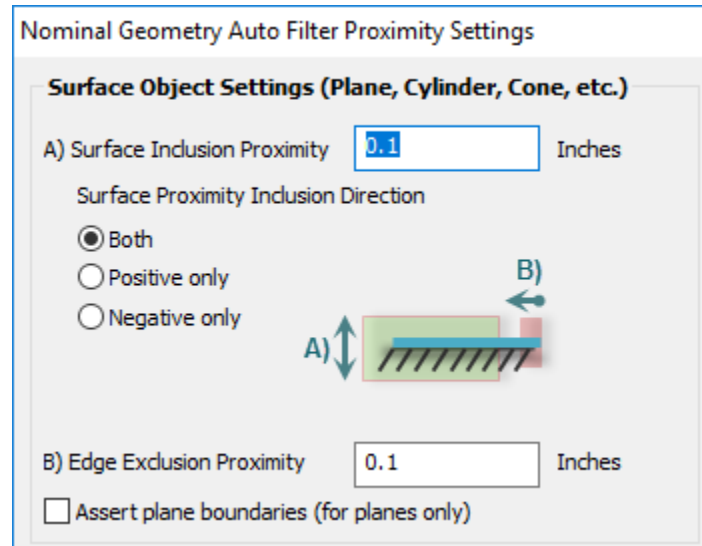 Nominal Geometry Auto Filter Proximity Settings
Surface Object Settings (Plane, Cylinder, Cone, etc.)
A) Surface Inclusion Proximity 0.1 Inches
Surface Proximity Inclusion Direction
Both
Positive only
Negative only
B)
A)
B) Edge Exclusion Proximity 0.1 Inches
Assert plane boundaries (for planes only)